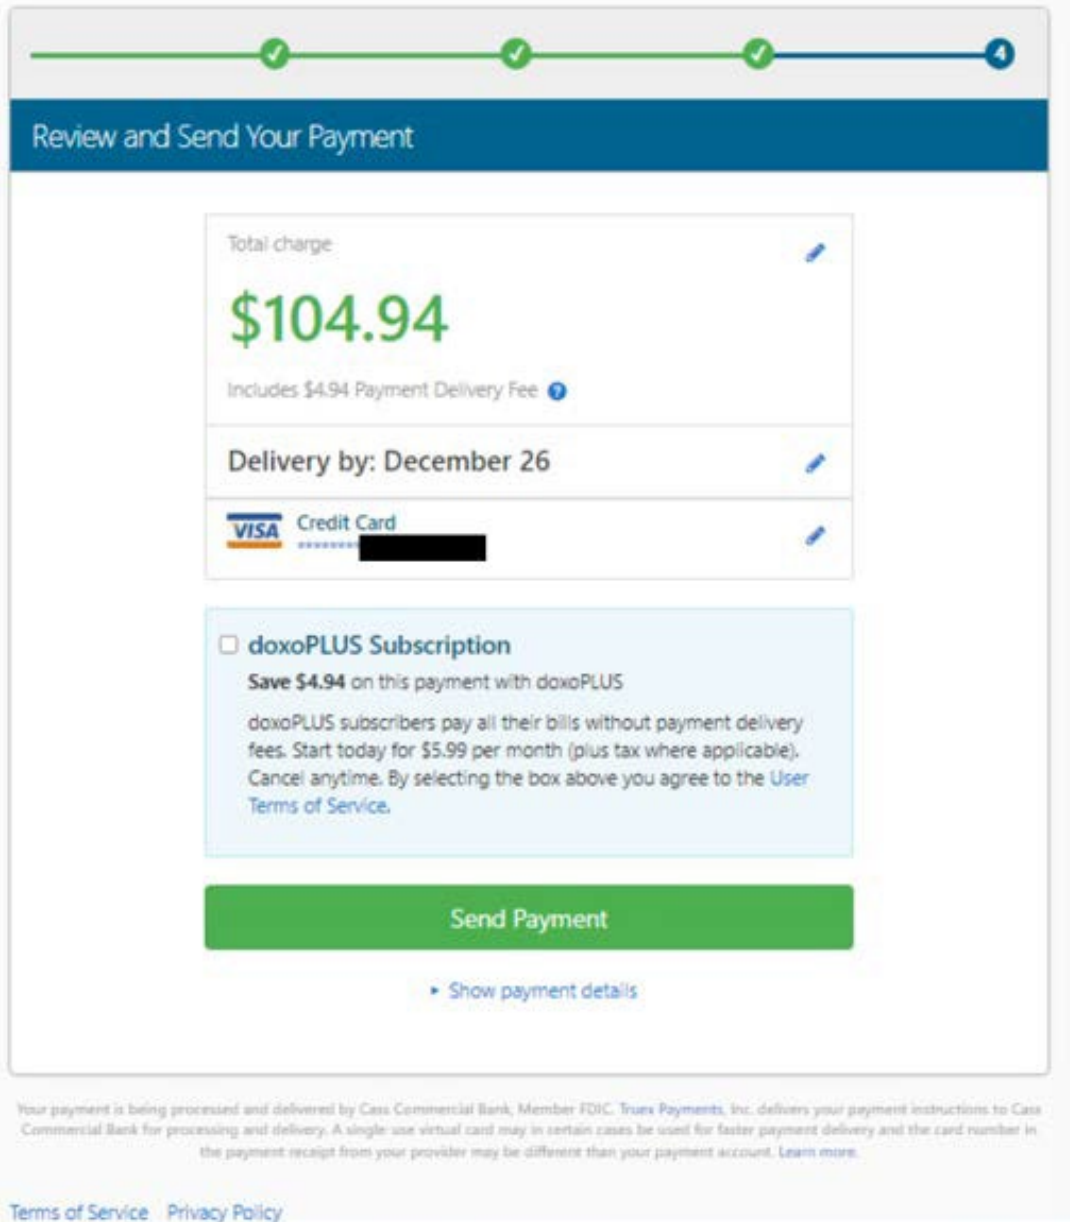 4
Review and Send Your Payment
Total charge
$104.94
Includes $4.94 Payment Delivery Fee ?
Delivery by: December 26
VISA Credit Card
********
doxoPLUS Subscription
Save $4.94 on this payment with doxoPLUS
doxoPLUS subscribers pay all their bills without payment delivery
fees. Start today for $5.99 per month (plus tax where applicable).
Cancel anytime. By selecting the box above you agree to the User
Terms of Service.
Send Payment
Show payment details
Your payment is being processed and delivered by Cass Commercial Bank, Member FDIC. Truex Payments, Inc. delivers your payment instructions to Cass
Commercial Bank for processing and delivery. A single-use virtual card may in certain cases be used for faster payment delivery and the card number in
the payment receipt from your provider may be different than your payment account. Learn more.
Terms of Service Privacy Policy